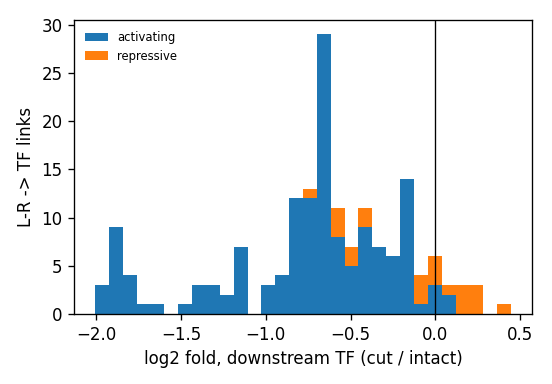 activating
repressive
L-R -> TF links
30
25
20
15
10
5
0
−2.0 −1.5 −1.0 −0.5 0.0 0.5
log2 fold, downstream TF (cut / intact)